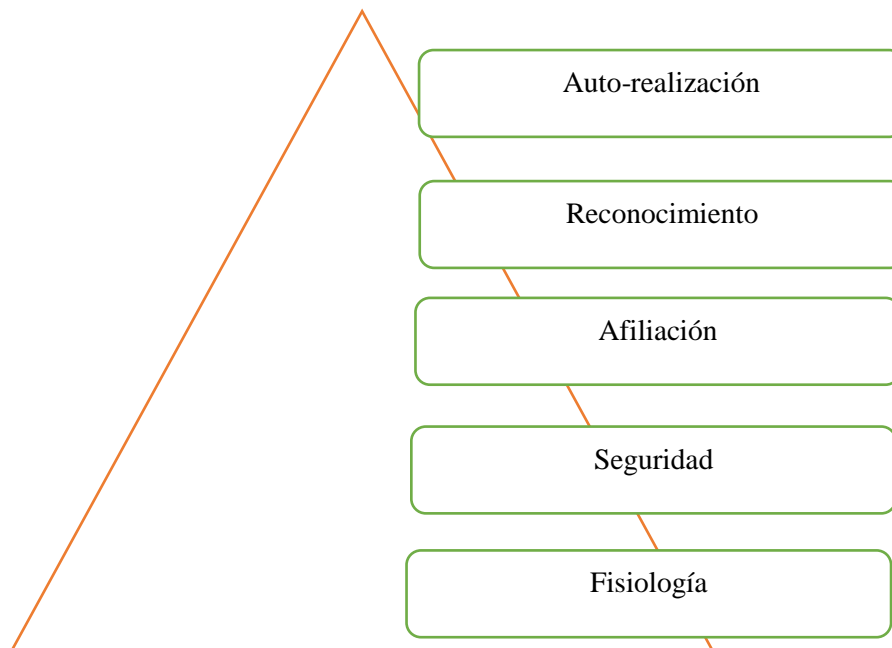 Auto-realización
Reconocimiento
Afiliación
Seguridad
Fisiología